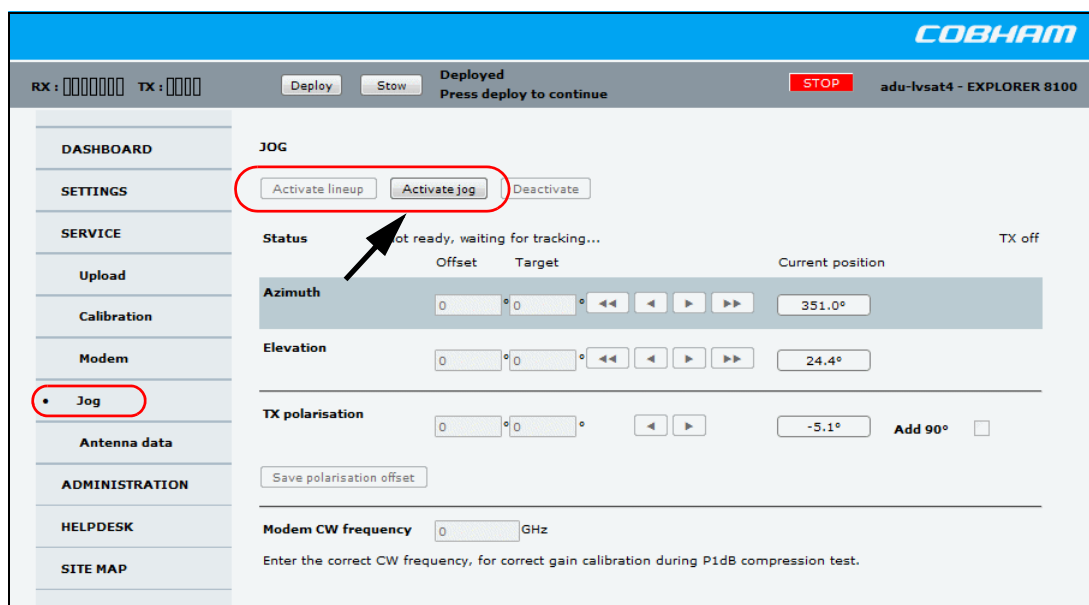 COBHAM
RX : TX : Deploy Stow Deployed STOP adu-lvsat4 - EXPLORER 8100
Press deploy to continue
DASHBOARD
SETTINGS
SERVICE
Upload
Calibration
Modem
• Jog
Antenna data
ADMINISTRATION
HELPDESK
SITE MAP
JOG
Activate lineup Activate jog Deactivate
Status ot ready, waiting for tracking... TX off
Offset Target Current position
Azimuth 0 ° 0 ° ◄◄ ◄ ► ►► 351.0°
Elevation 0 ° 0 ° ◄◄ ◄ ► ►► 24.4°
TX polarisation 0 ° 0 ° ◄ ► -5.1° Add 90°
Save polarisation offset
Modem CW frequency 0 GHz
Enter the correct CW frequency, for correct gain calibration during P1dB compression test.